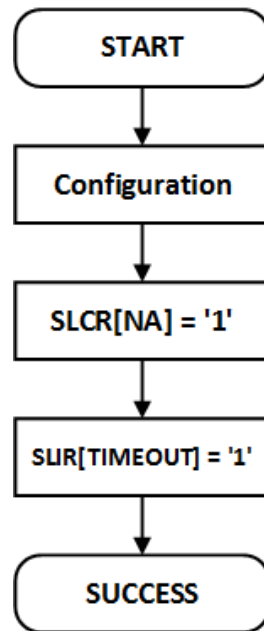 START
Configuration
SLCR[NA] = '1'
SLIR[TIMEOUT] = '1'
SUCCESS